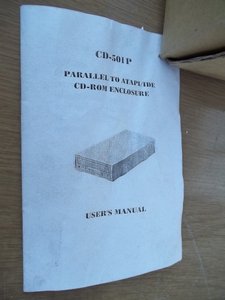 CD-501P
PARALLEL TO ATAPI/IDE
CD-ROM ENCLOSURE
USER'S MANUAL